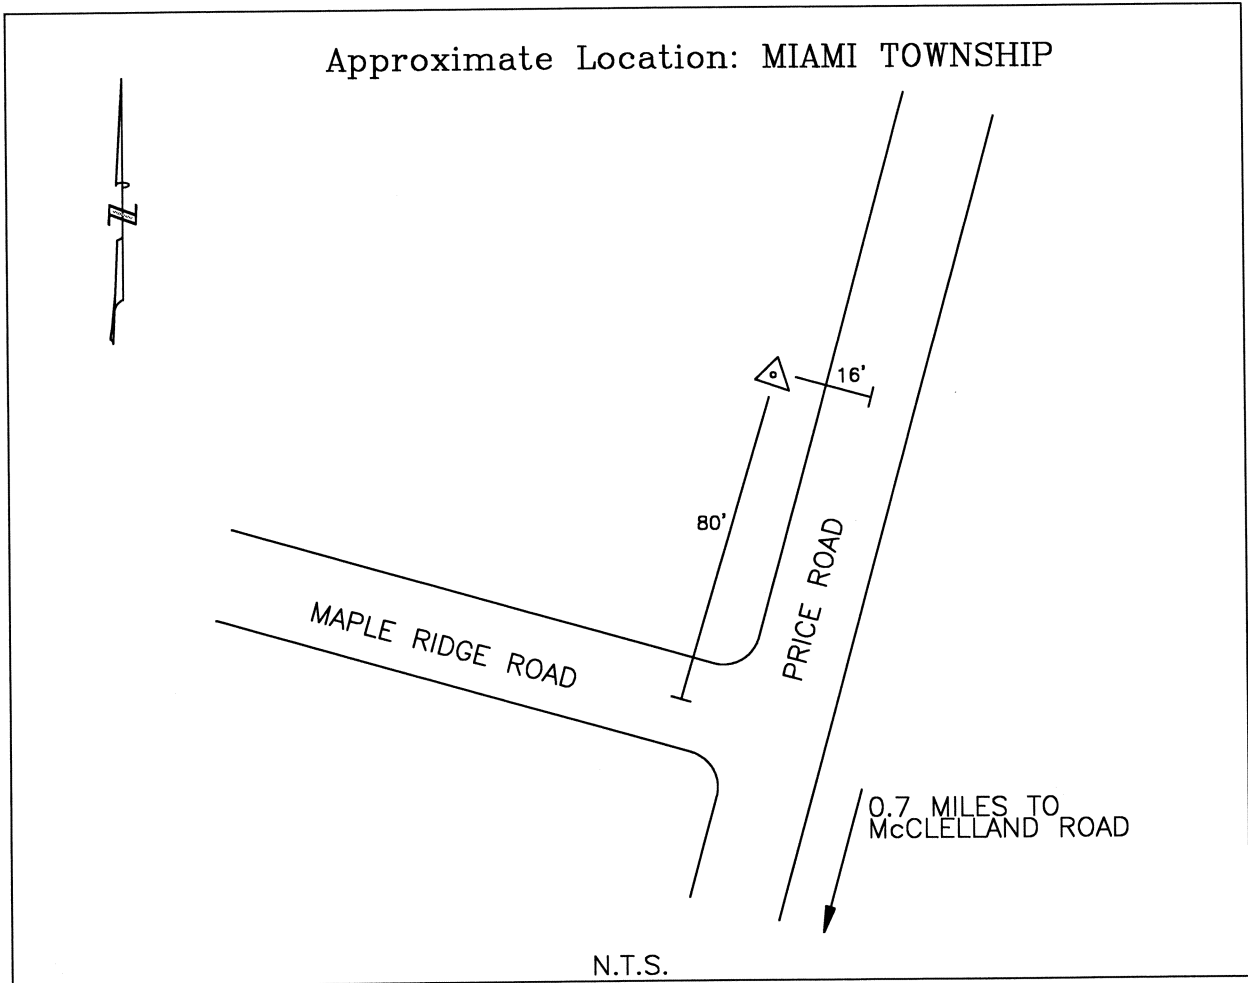 Approximate Location: MIAMI TOWNSHIP
N
16'
80'
PRICE ROAD
MAPLE RIDGE ROAD
0.7 MILES TO
McCLELLAND ROAD
N.T.S.